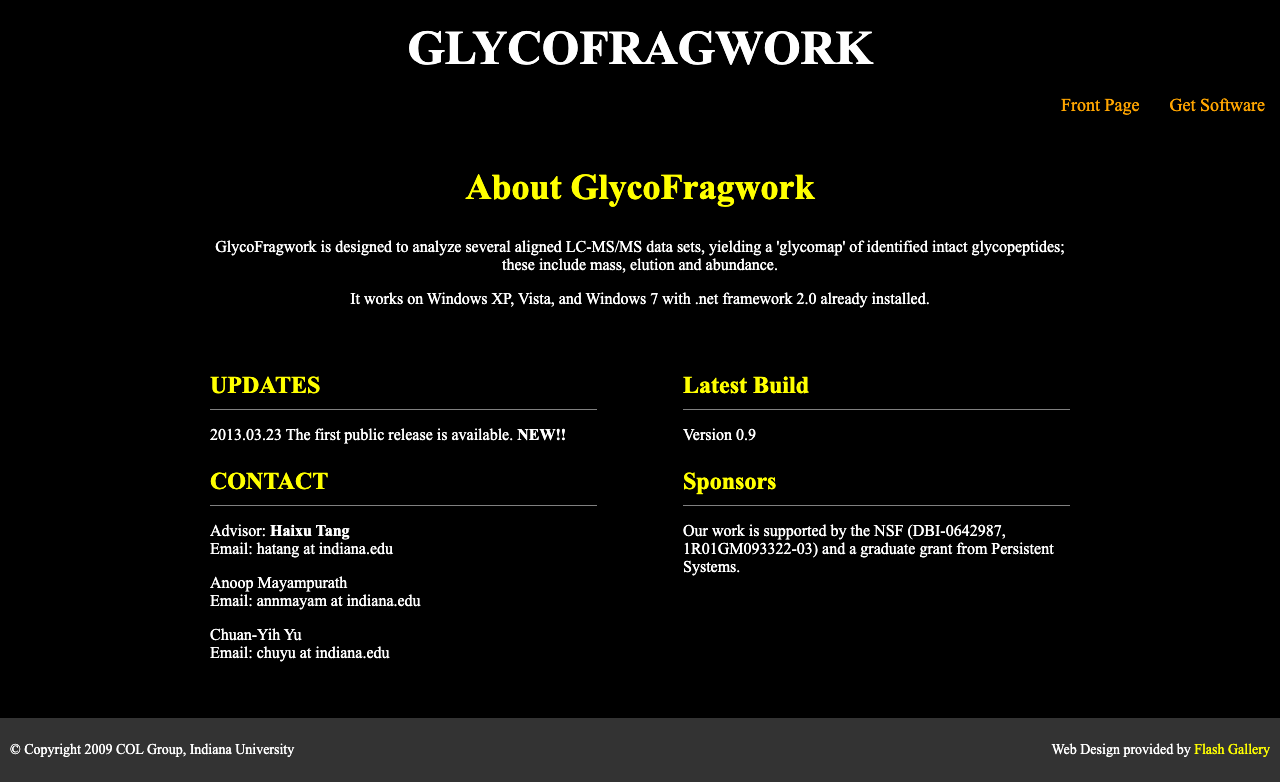 GLYCOFRAGWORK
Front Page Get Software
About GlycoFragwork
GlycoFragwork is designed to analyze several aligned LC-MS/MS data sets, yielding a 'glycomap' of identified intact glycopeptides;
these include mass, elution and abundance.
It works on Windows XP, Vista, and Windows 7 with .net framework 2.0 already installed.
UPDATES
2013.03.23 The first public release is available. NEW!!
CONTACT
Advisor: Haixu Tang
Email: hatang at indiana.edu
Anoop Mayampurath
Email: annmayam at indiana.edu
Chuan-Yih Yu
Email: chuyu at indiana.edu
Latest Build
Version 0.9
Sponsors
Our work is supported by the NSF (DBI-0642987,
1R01GM093322-03) and a graduate grant from Persistent
Systems.
© Copyright 2009 COL Group, Indiana University
Web Design provided by Flash Gallery